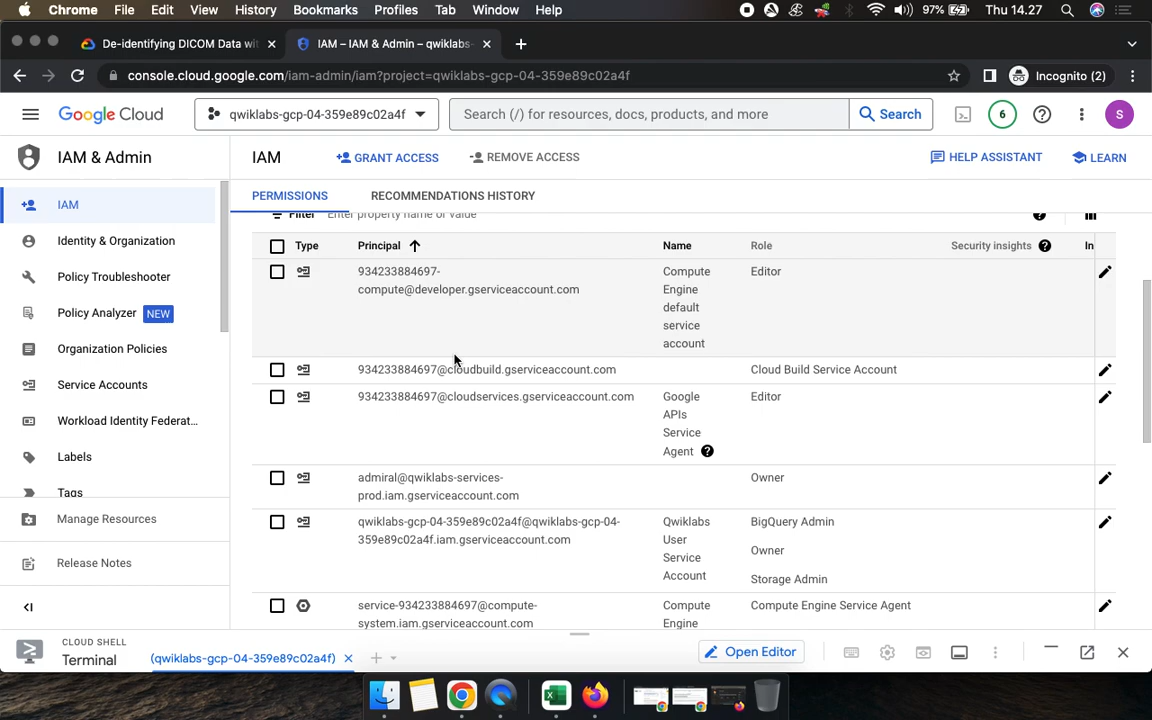 Chrome File Edit View History Bookmarks Profiles Tab Window Help 97% Thu 14.27
De-identifying DICOM Data wit
IAM – IAM & Admin – qwiklabs-
console.cloud.google.com/iam-admin/iam?project=qwiklabs-gcp-04-359e89c02a4f
Incognito (2)
Google Cloud
qwiklabs-gcp-04-359e89c02a4f
Search (/) for resources, docs, products, and more
Search
6
S
IAM & Admin
IAM
GRANT ACCESS
REMOVE ACCESS
HELP ASSISTANT
LEARN
IAM
Identity & Organization
Policy Troubleshooter
Policy Analyzer NEW
Organization Policies
Service Accounts
Workload Identity Federat...
Labels
Tags
Manage Resources
Release Notes
PERMISSIONS
RECOMMENDATIONS HISTORY
Filter Enter property name or value
Type Principal Name Role Security insights In
934233884697-
compute@developer.gserviceaccount.com
Compute
Engine
default
service
account
Editor
934233884697@cloudbuild.gserviceaccount.com
Cloud Build Service Account
934233884697@cloudservices.gserviceaccount.com
Google
APIs
Service
Agent
Editor
admiral@qwiklabs-services-
prod.iam.gserviceaccount.com
Owner
qwiklabs-gcp-04-359e89c02a4f@qwiklabs-gcp-04-
359e89c02a4f.iam.gserviceaccount.com
Qwiklabs
User
Service
Account
BigQuery Admin
Owner
Storage Admin
service-934233884697@compute-
system.iam.gserviceaccount.com
Compute
Engine
Compute Engine Service Agent
CLOUD SHELL
Terminal
(qwiklabs-gcp-04-359e89c02a4f)
Open Editor